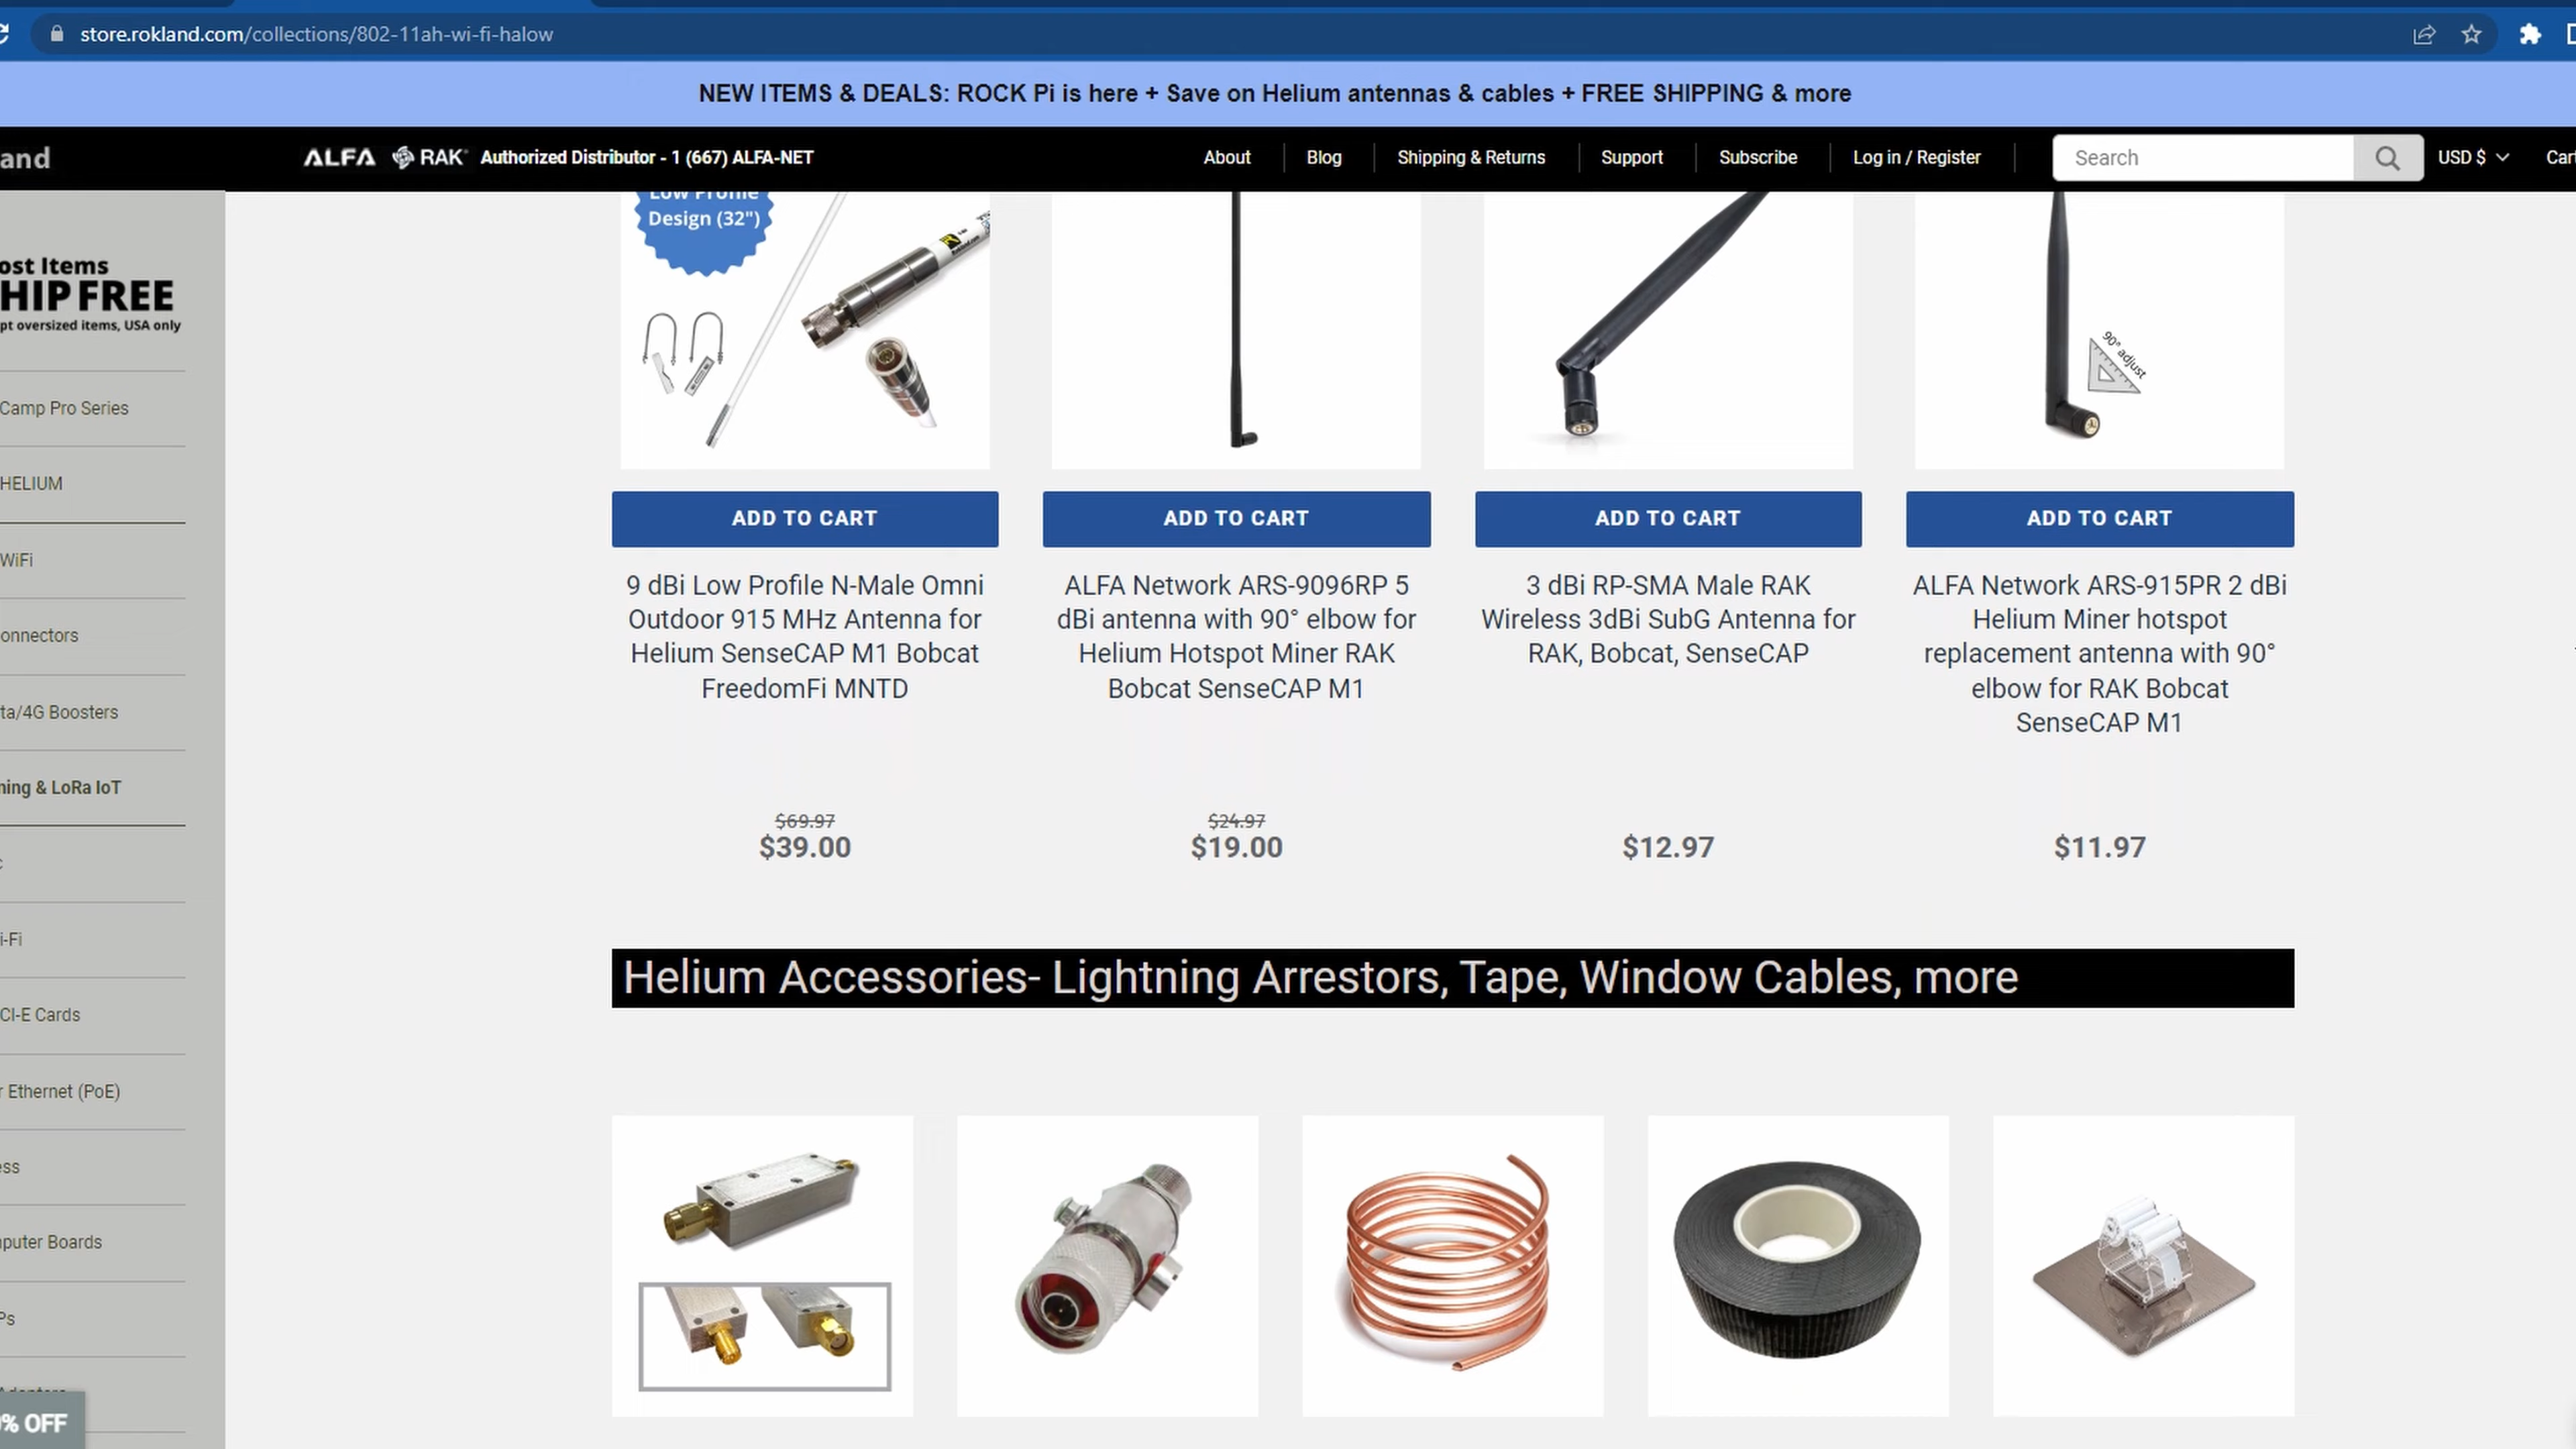 store.rokland.com/collections/802-11ah-wi-fi-halow
NEW ITEMS & DEALS: ROCK Pi is here + Save on Helium antennas & cables + FREE SHIPPING & more
and
ALFA RAK Authorized Distributor - 1 (667) ALFA-NET
About
Blog
Shipping & Returns
Support
Subscribe
Log in / Register
Search
USD $
Cart
ost Items
HIP FREE
pt oversized items, USA only
Camp Pro Series
HELIUM
WiFi
onnectors
ta/4G Boosters
ning & LoRa IoT
i-Fi
CI-E Cards
r Ethernet (PoE)
ess
nputer Boards
Ps
% OFF
Low Profile
Design (32")
90° adjust
ADD TO CART
ADD TO CART
ADD TO CART
ADD TO CART
9 dBi Low Profile N-Male Omni
Outdoor 915 MHz Antenna for
Helium SenseCAP M1 Bobcat
FreedomFi MNTD
$69.97
$39.00
ALFA Network ARS-9096RP 5
dBi antenna with 90° elbow for
Helium Hotspot Miner RAK
Bobcat SenseCAP M1
$24.97
$19.00
3 dBi RP-SMA Male RAK
Wireless 3dBi SubG Antenna for
RAK, Bobcat, SenseCAP
$12.97
ALFA Network ARS-915PR 2 dBi
Helium Miner hotspot
replacement antenna with 90°
elbow for RAK Bobcat
SenseCAP M1
$11.97
Helium Accessories- Lightning Arrestors, Tape, Window Cables, more